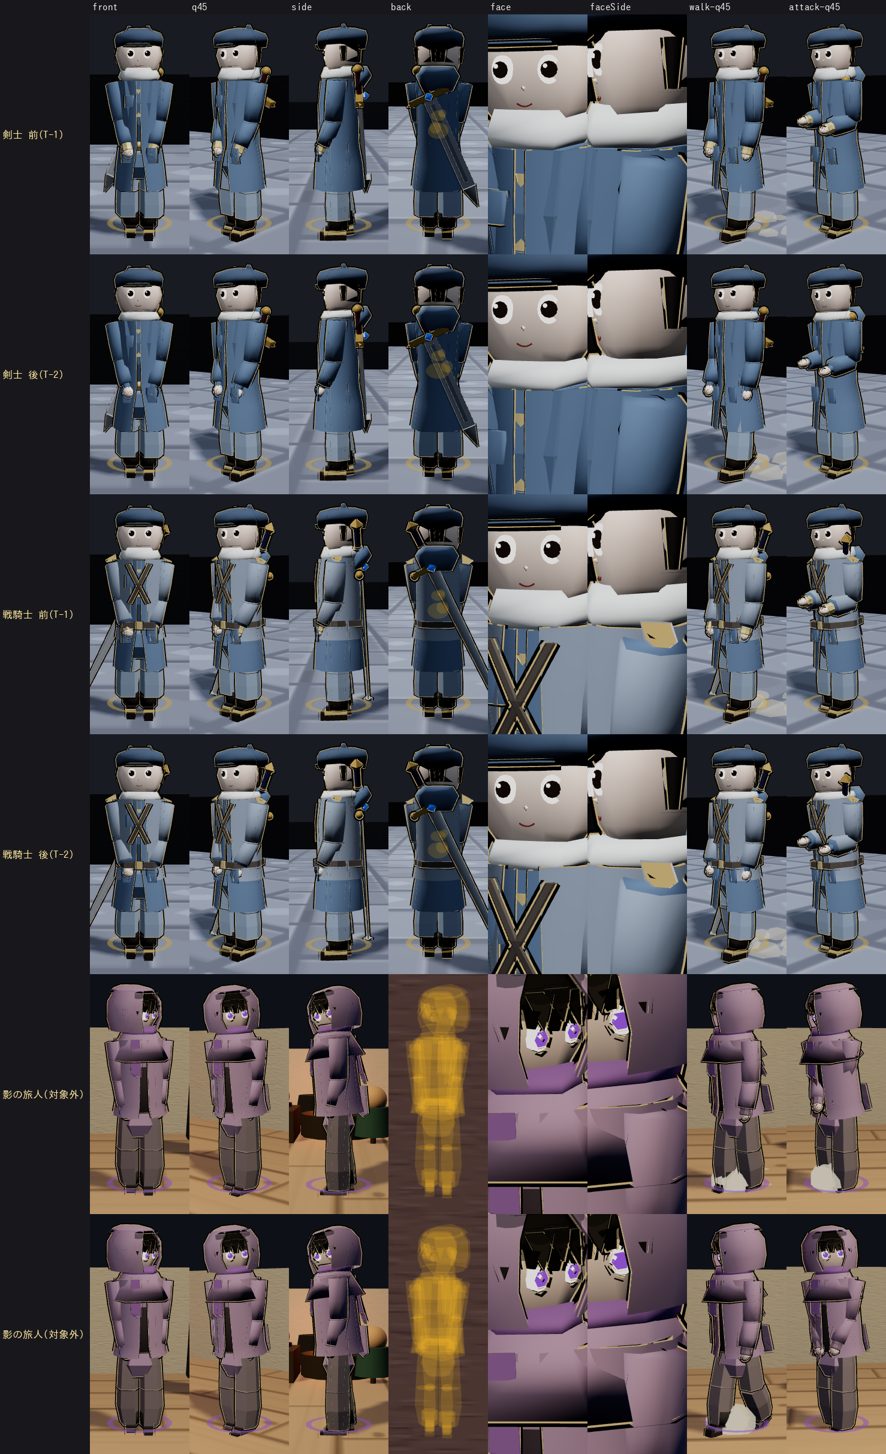 front q45 side back face faceSide walk-q45 attack-q45
剣士 前(T-1)
剣士 後(T-2)
戦騎士 前(T-1)
戦騎士 後(T-2)
影の旅人(対象外)
影の旅人(対象外)